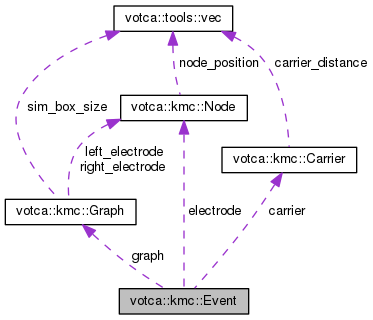 votca::tools::vec
node_position
carrier_distance
sim_box_size
votca::kmc::Node
left_electrode
right_electrode
votca::kmc::Carrier
votca::kmc::Graph
electrode
carrier
graph
votca::kmc::Event